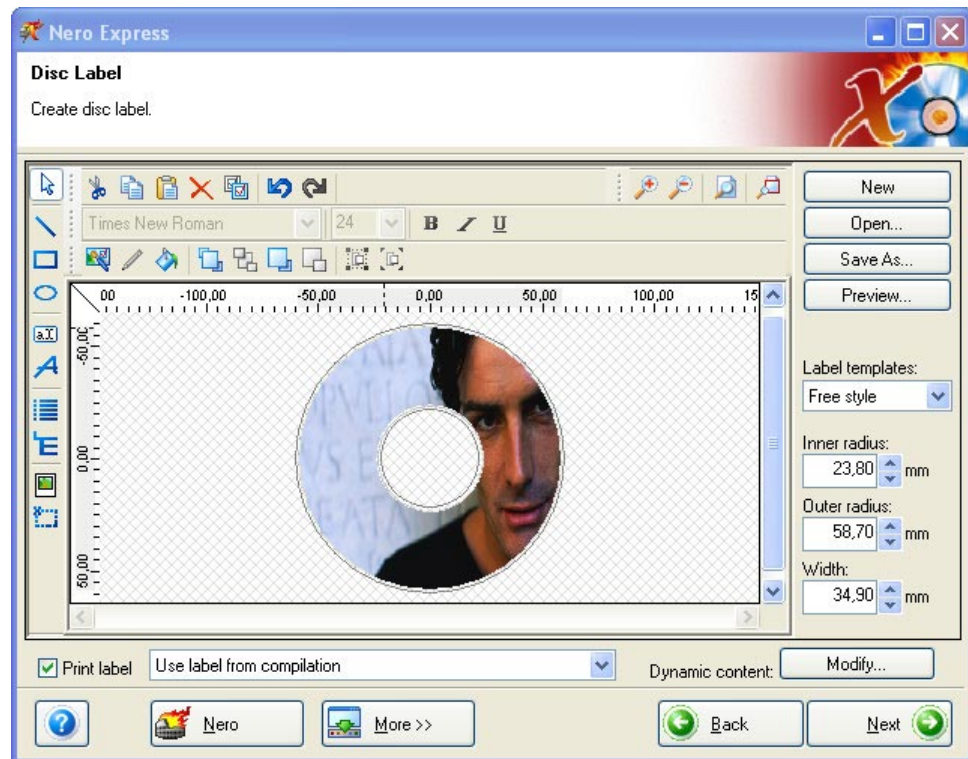 Nero Express
Disc Label
Create disc label.
New
Times New Roman 24 B I U
Open...
Save As...
00 -100,00 -50,00 0,00 50,00 100,00 15
Preview...
-50,00
0,00
50,00
Label templates:
Free style
Inner radius:
23,80 mm
Outer radius:
58,70 mm
Width:
34,90 mm
Print label Use label from compilation Dynamic content: Modify...
Nero More >> Back Next